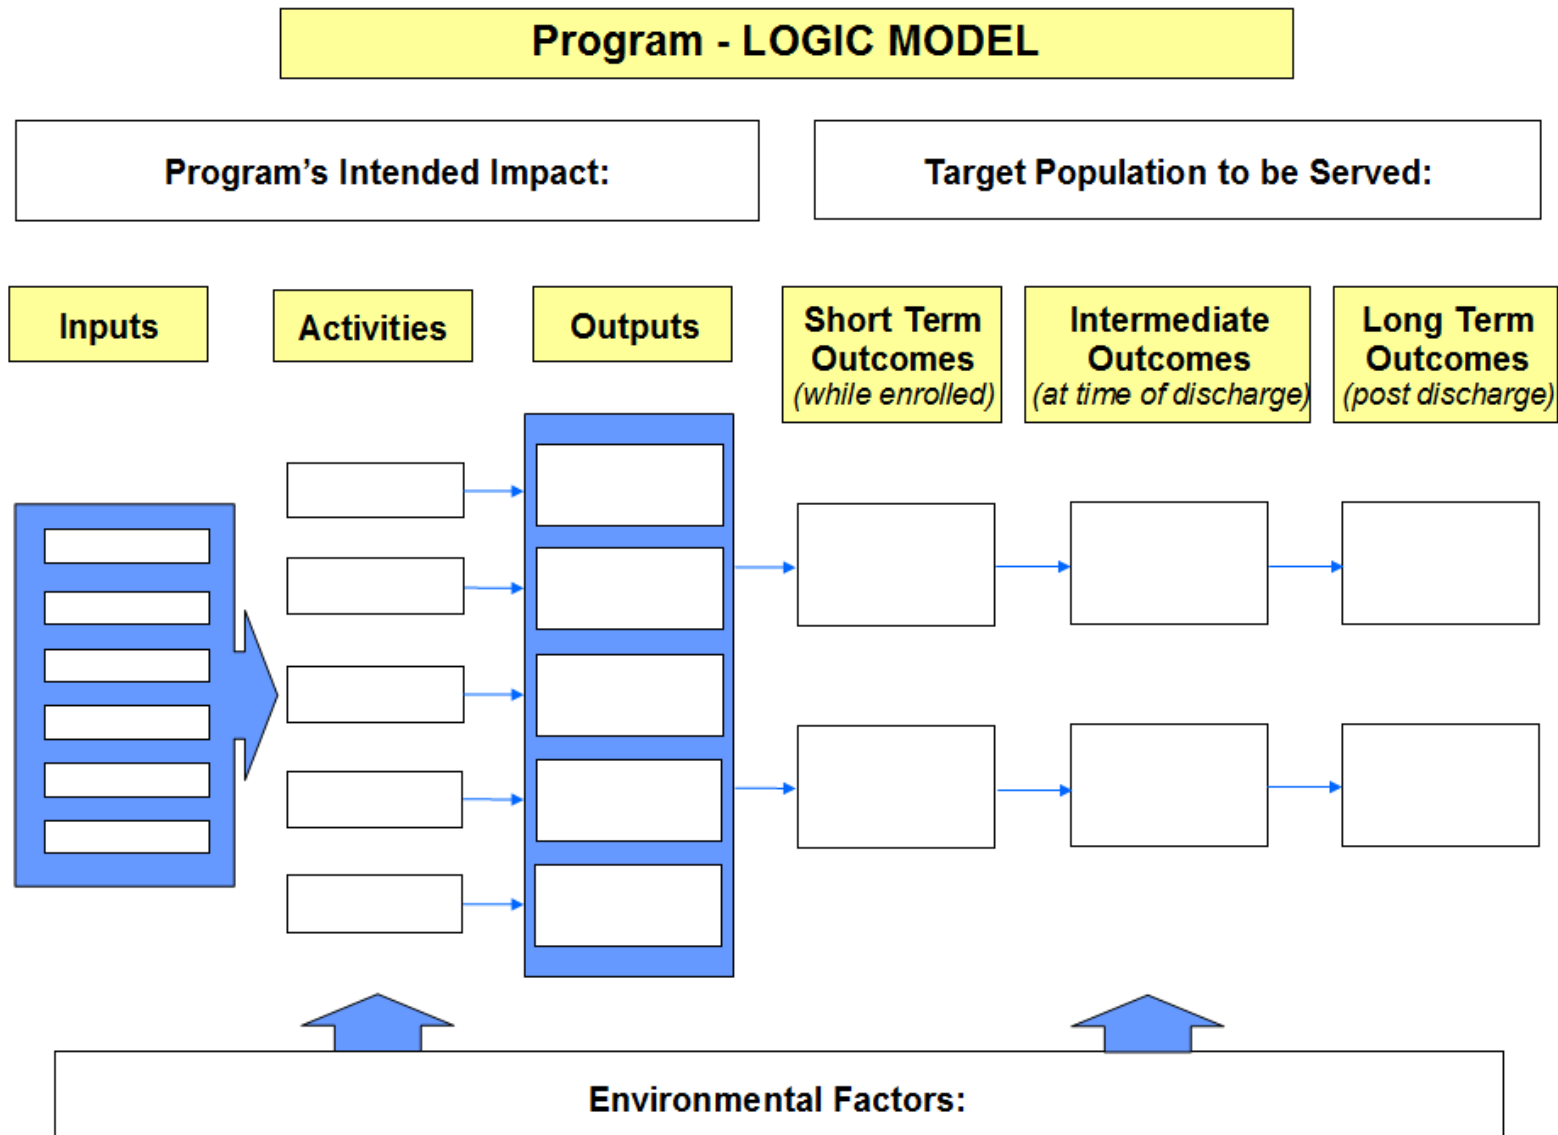 Program - LOGIC MODEL
Program’s Intended Impact:
Target Population to be Served:
Inputs
Activities
Outputs
Short Term
Outcomes
(while enrolled)
Intermediate
Outcomes
(at time of discharge)
Long Term
Outcomes
(post discharge)
Environmental Factors: